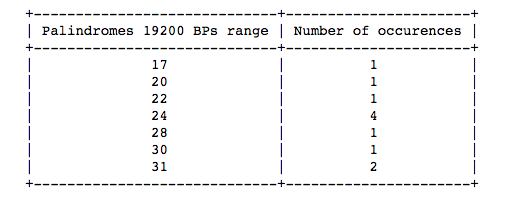 +-----------------------------+----------------------+
| Palindromes 19200 BPs range | Number of occurences |
+-----------------------------+----------------------+
|              17             |          1           |
|              20             |          1           |
|              22             |          1           |
|              24             |          4           |
|              28             |          1           |
|              30             |          1           |
|              31             |          2           |
+-----------------------------+----------------------+